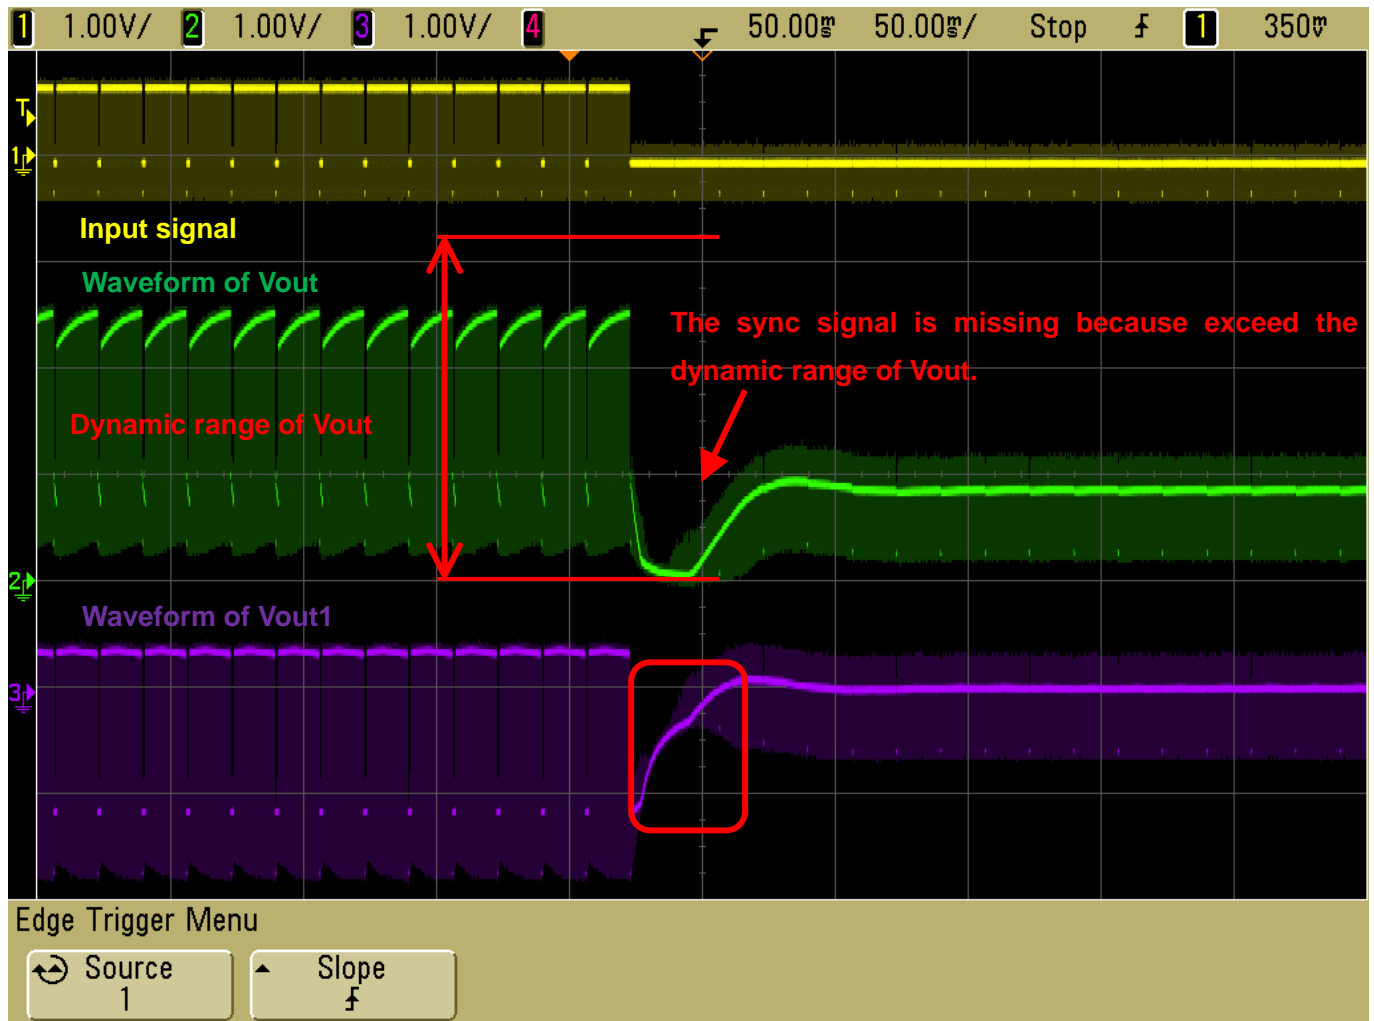 1 1.00V/ 2 1.00V/ 3 1.00V/ 4 50.00ms 50.00ms/ Stop 1 350mV
T
1
Input signal
Waveform of Vout
The sync signal is missing because exceed the
dynamic range of Vout.
Dynamic range of Vout
2
Waveform of Vout1
3
Edge Trigger Menu
Source
1
Slope